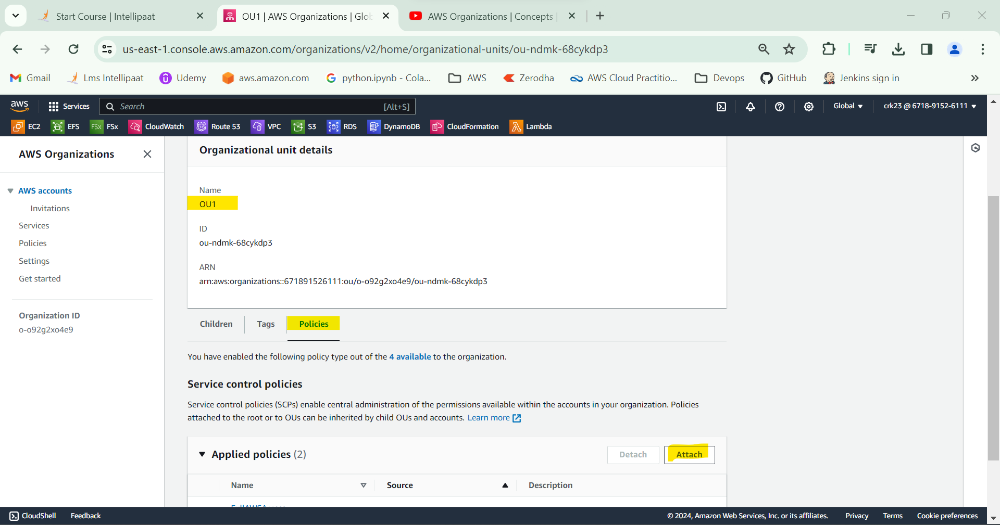 Start Course | Intellipaat
OU1 | AWS Organizations | Glob
AWS Organizations | Concepts |
us-east-1.console.aws.amazon.com/organizations/v2/home/organizational-units/ou-ndmk-68cykdp3
Gmail
Lms Intellipaat
Udemy
aws.amazon.com
python.ipynb - Cola...
AWS
Zerodha
AWS Cloud Practitio...
Devops
GitHub
Jenkins sign in
aws
Services
Search
[Alt+S]
Global
crk23 @ 6718-9152-6111
EC2
EFS
FSx FSx
CloudWatch
Route 53
VPC
S3
RDS
DynamoDB
CloudFormation
Lambda
AWS Organizations
AWS accounts
Invitations
Services
Policies
Settings
Get started
Organization ID
o-o92g2xo4e9
Organizational unit details
Name
OU1
ID
ou-ndmk-68cykdp3
ARN
arn:aws:organizations::671891526111:ou/o-o92g2xo4e9/ou-ndmk-68cykdp3
Children
Tags
Policies
You have enabled the following policy type out of the 4 available to the organization.
Service control policies
Service control policies (SCPs) enable central administration of the permissions available within the accounts in your organization. Policies
attached to the root or to OUs can be inherited by child OUs and accounts. Learn more
Applied policies (2)
Detach
Attach
Name
Source
Description
CloudShell
Feedback
© 2024, Amazon Web Services, Inc. or its affiliates.
Privacy
Terms
Cookie preferences